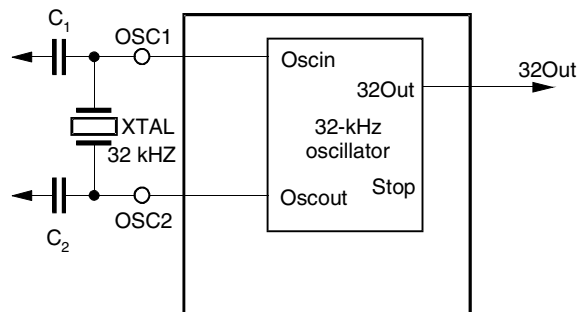 C1
OSC1
Oscin
32Out
32Out
XTAL
32 kHZ
32-kHz
oscillator
Stop
Oscout
OSC2
C2